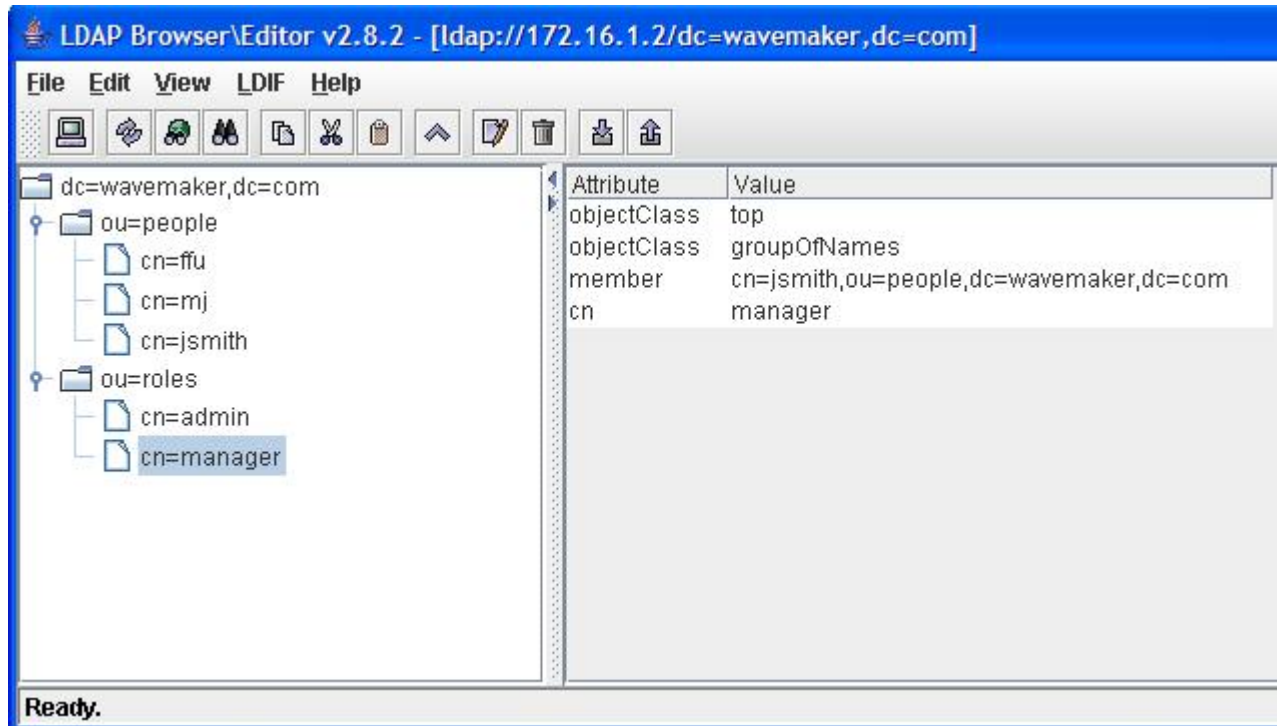 LDAP Browser\Editor v2.8.2 - [ldap://172.16.1.2/dc=wavemaker,dc=com]
File Edit View LDIF Help
dc=wavemaker,dc=com
ou=people
cn=ffu
cn=mj
cn=jsmith
ou=roles
cn=admin
cn=manager
Attribute Value
objectClass top
objectClass groupOfNames
member cn=jsmith,ou=people,dc=wavemaker,dc=com
cn manager
Ready.